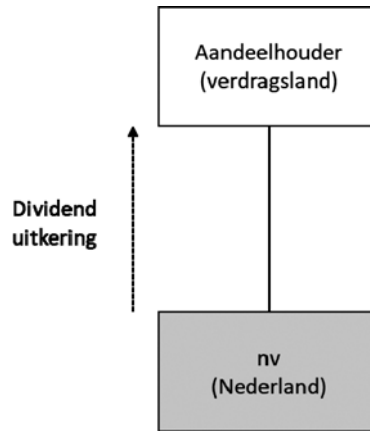 Aandeelhouder
(verdragsland)
Dividend
uitkering
nv
(Nederland)